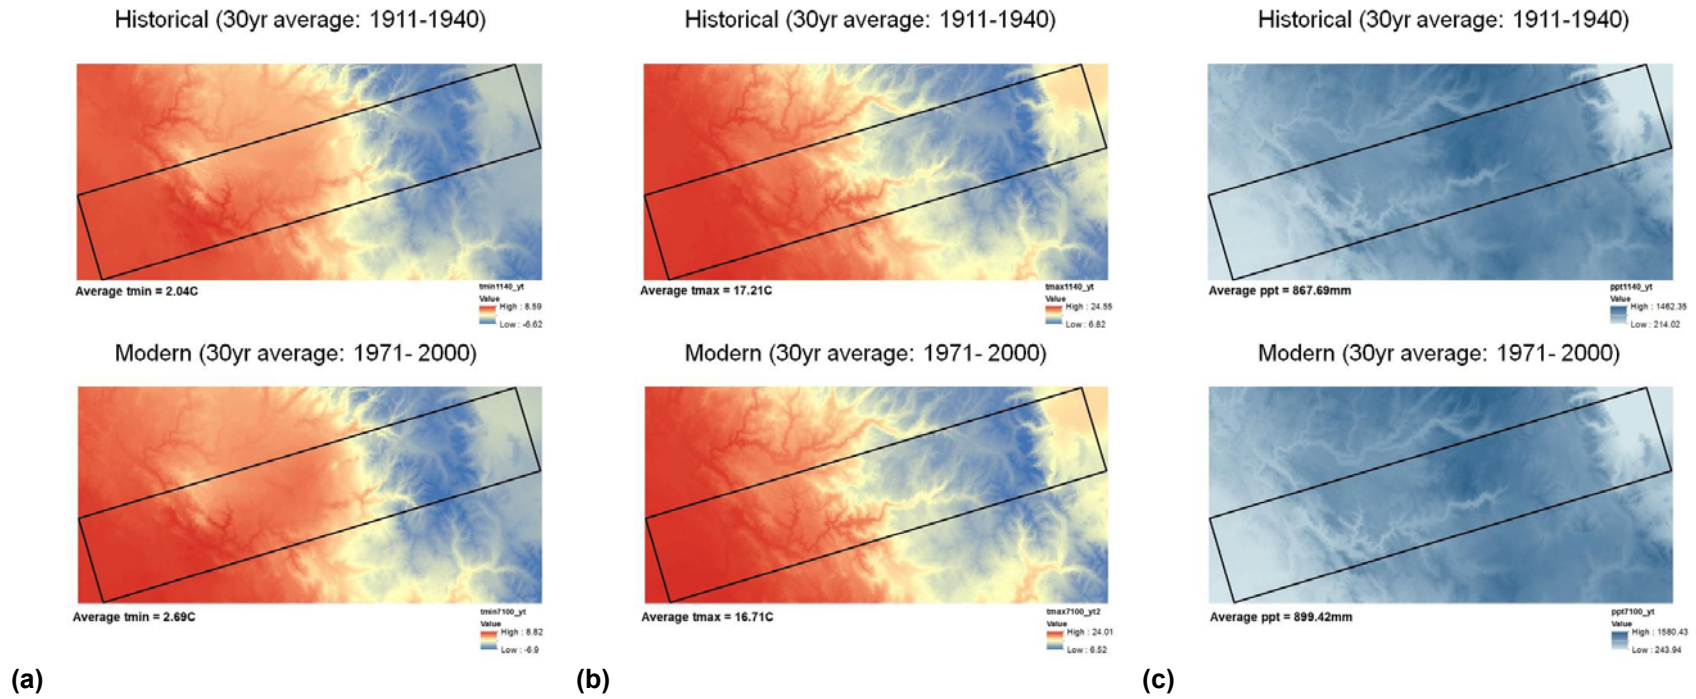 Historical (30yr average: 1911-1940)
Average tmin = 2.04C
tmin1140_yt
Value
High : 8.59
Low : -6.62
Modern (30yr average: 1971- 2000)
Average tmin = 2.69C
tmin7100_yt
Value
High : 8.82
Low : -6.9
(a)
Historical (30yr average: 1911-1940)
Average tmax = 17.21C
tmax1140_yt
Value
High : 24.55
Low : 6.82
Modern (30yr average: 1971- 2000)
Average tmax = 16.71C
tmax7100_yt2
Value
High : 24.01
Low : 6.52
(b)
Historical (30yr average: 1911-1940)
Average ppt = 867.69mm
ppt1140_yt
Value
High : 1462.35
Low : 214.02
Modern (30yr average: 1971- 2000)
Average ppt = 899.42mm
ppt7100_yt
Value
High : 1580.43
Low : 243.94
(c)